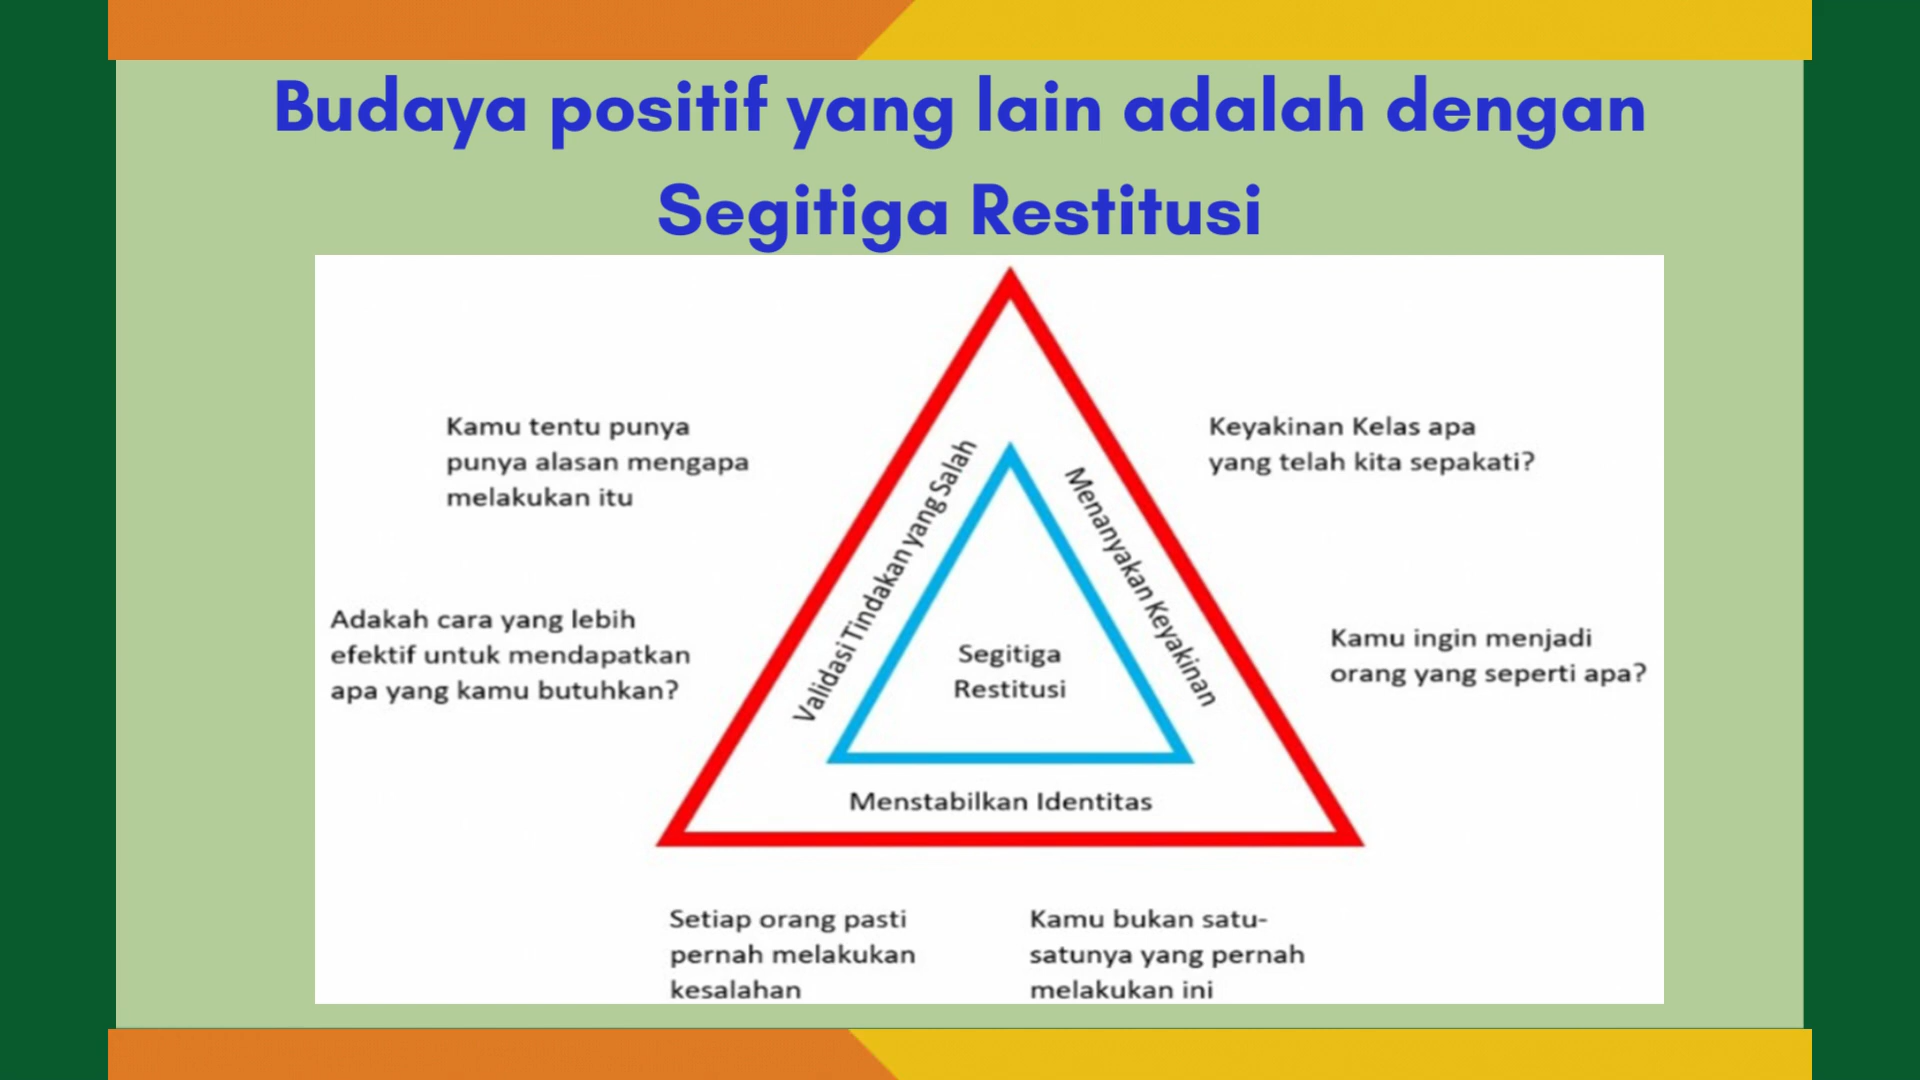 Budaya positif yang lain adalah dengan
Segitiga Restitusi
Kamu tentu punya
punya alasan mengapa
melakukan itu
Keyakinan Kelas apa
yang telah kita sepakati?
Validasi Tindakan yang Salah
Menanyakan Keyakinan
Adakah cara yang lebih
efektif untuk mendapatkan
apa yang kamu butuhkan?
Segitiga
Restitusi
Kamu ingin menjadi
orang yang seperti apa?
Menstabilkan Identitas
Setiap orang pasti
pernah melakukan
kesalahan
Kamu bukan satu-
satunya yang pernah
melakukan ini